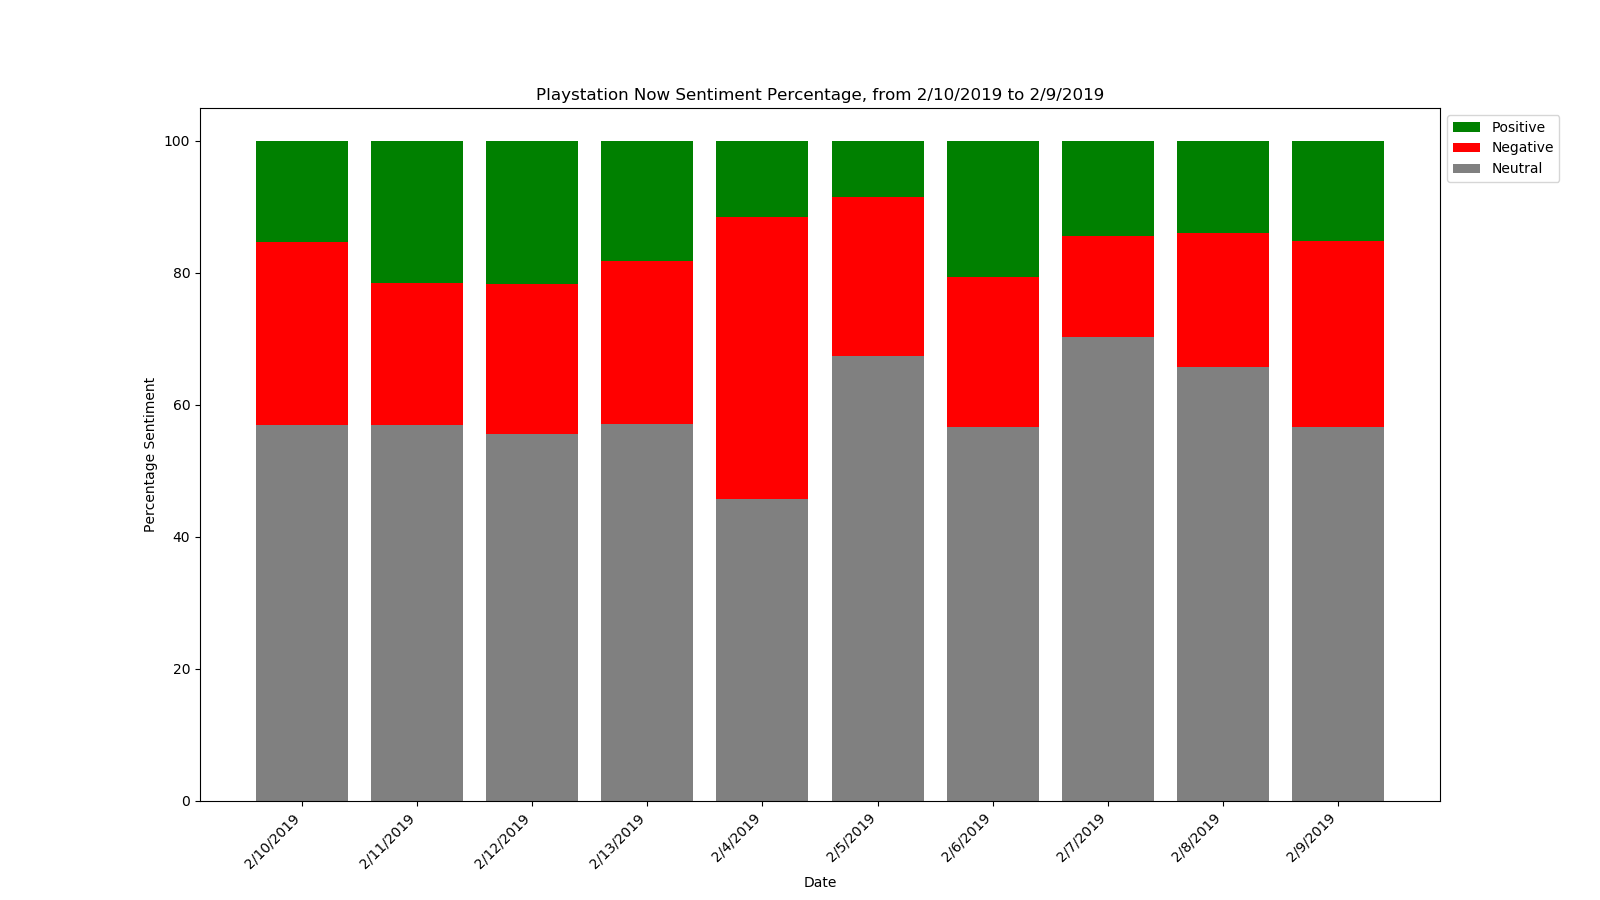 Playstation Now Sentiment Percentage, from 2/10/2019 to 2/9/2019
Positive
Negative
Neutral
Percentage Sentiment
100
80
60
40
20
0
2/10/2019
2/11/2019
2/12/2019
2/13/2019
2/4/2019
2/5/2019
2/6/2019
2/7/2019
2/8/2019
2/9/2019
Date